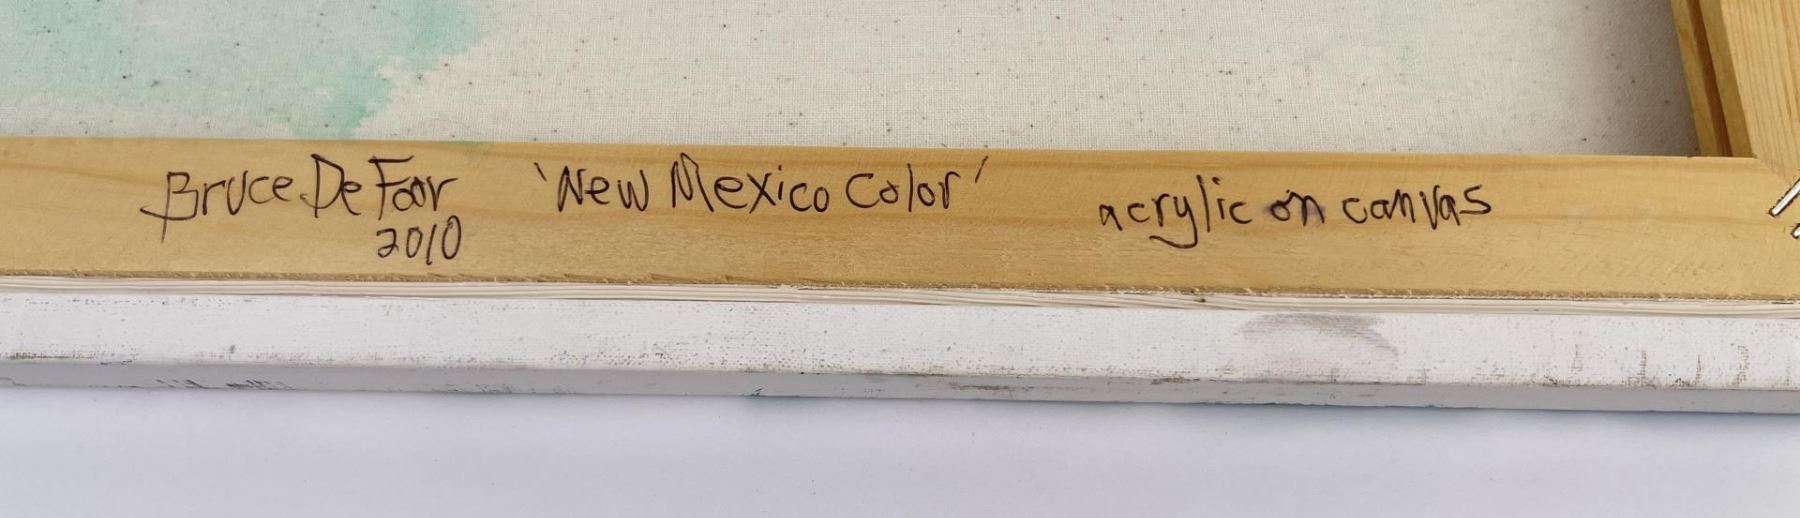 Bruce DeFoor 'New Mexico Color' acrylic on canvas
2010